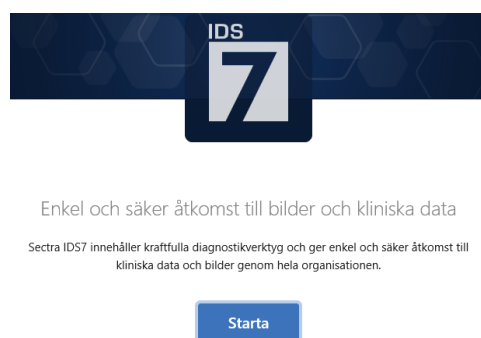 IDS
7
Enkel och säker åtkomst till bilder och kliniska data
Sectra IDS7 innehåller kraftfulla diagnostikverktyg och ger enkel och säker åtkomst till
kliniska data och bilder genom hela organisationen.
Starta